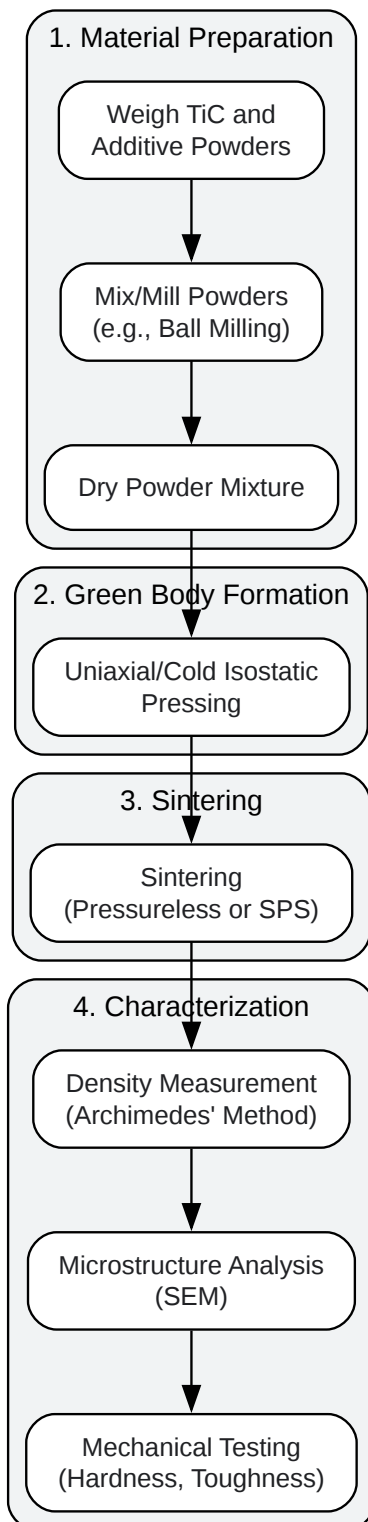 1. Material Preparation
Weigh TiC and
Additive Powders
Mix/Mill Powders
(e.g., Ball Milling)
Dry Powder Mixture
2. Green Body Formation
Uniaxial/Cold Isostatic
Pressing
3. Sintering
Sintering
(Pressureless or SPS)
4. Characterization
Density Measurement
(Archimedes' Method)
Microstructure Analysis
(SEM)
Mechanical Testing
(Hardness, Toughness)